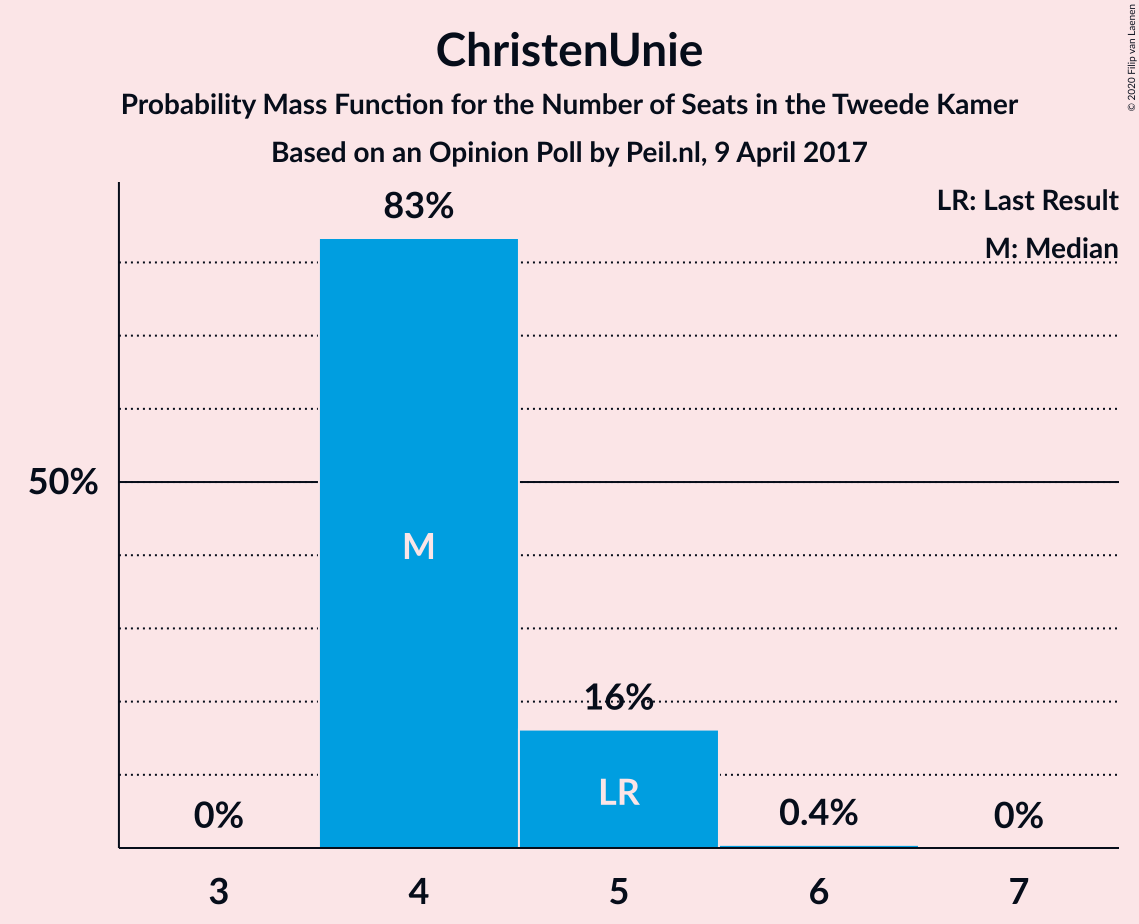 ChristenUnie
Probability Mass Function for the Number of Seats in the Tweede Kamer
Based on an Opinion Poll by Peil.nl, 9 April 2017
© 2020 Filip van Laenen
LR: Last Result
M: Median
83%
50%
M
16%
LR
0%
0.4%
0%
3 4 5 6 7